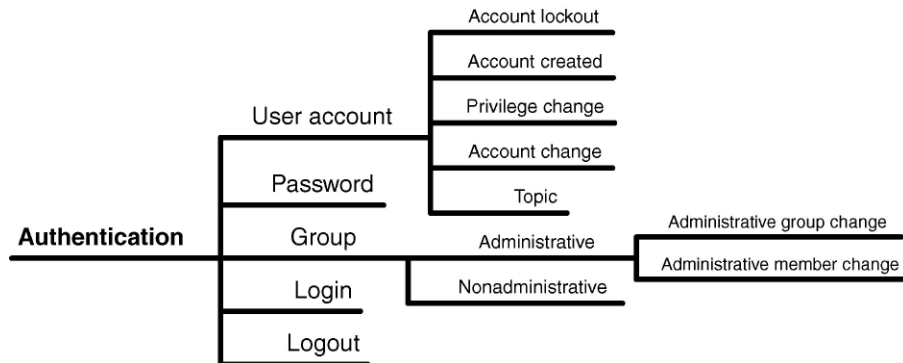 Account lockout
Account created
User account
Privilege change
Account change
Password
Topic
Authentication
Group
Administrative
Administrative group change
Administrative member change
Nonadministrative
Login
Logout